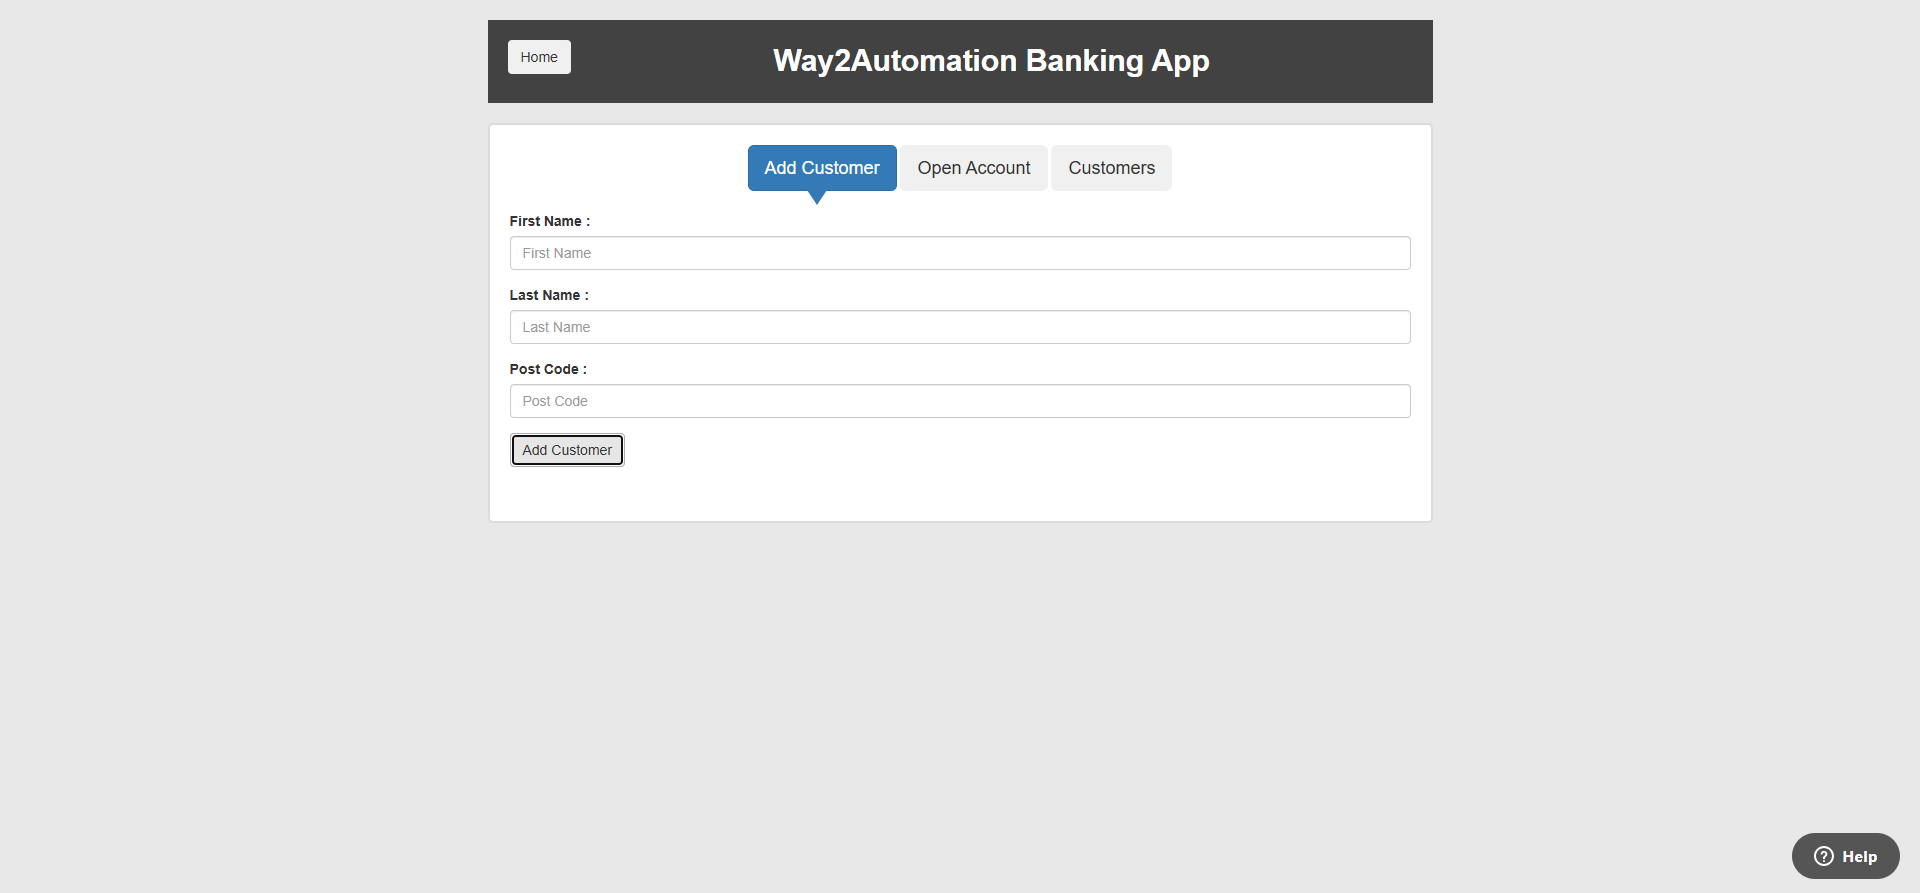 Home
Way2Automation Banking App
Add Customer
Open Account
Customers
First Name :
First Name
Last Name :
Last Name
Post Code :
Post Code
Add Customer
Help